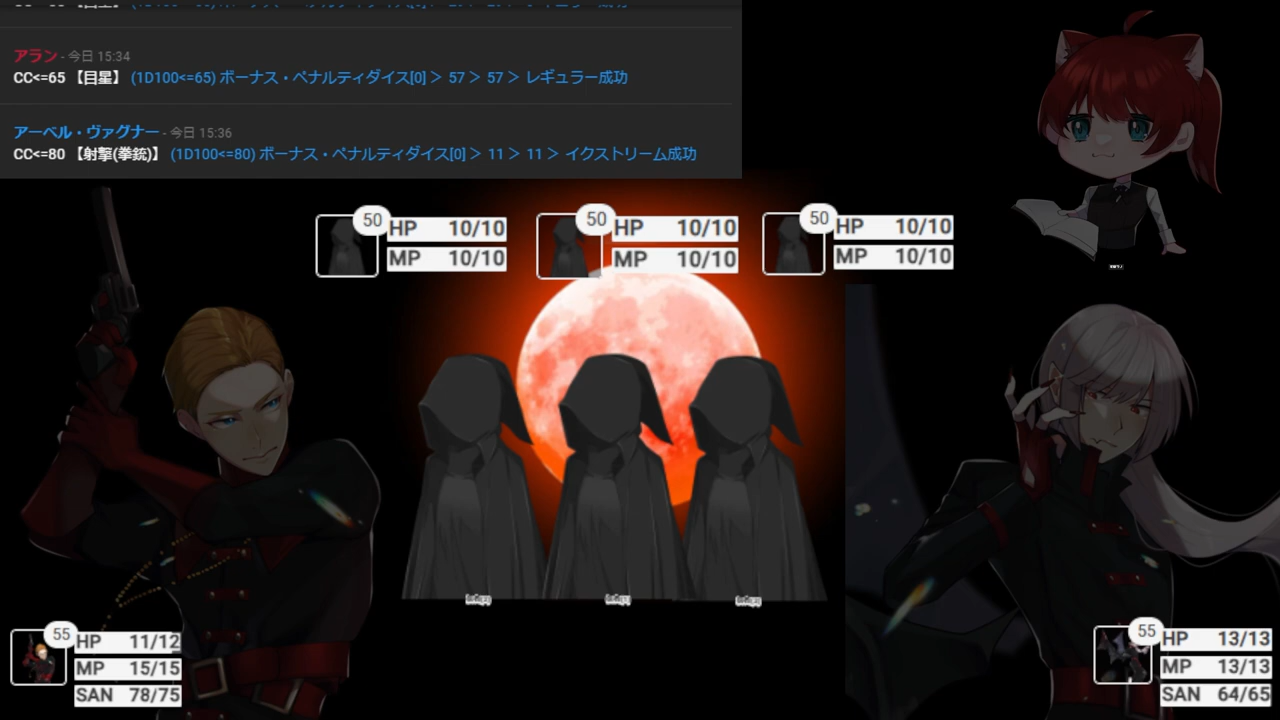 アラン - 今日 15:34
CC<=65 【目星】 (1D100<=65) ボーナス・ペナルティダイス[0] > 57 > 57 > レギュラー成功
アーベル・ヴァグナー - 今日 15:36
CC<=80 【射撃(拳銃)】 (1D100<=80) ボーナス・ペナルティダイス[0] > 11 > 11 > イクストリーム成功
50
HP 10/10
MP 10/10
50
HP 10/10
MP 10/10
50
HP 10/10
MP 10/10
55
HP 11/12
MP 15/15
SAN 78/75
55
HP 13/13
MP 13/13
SAN 64/65